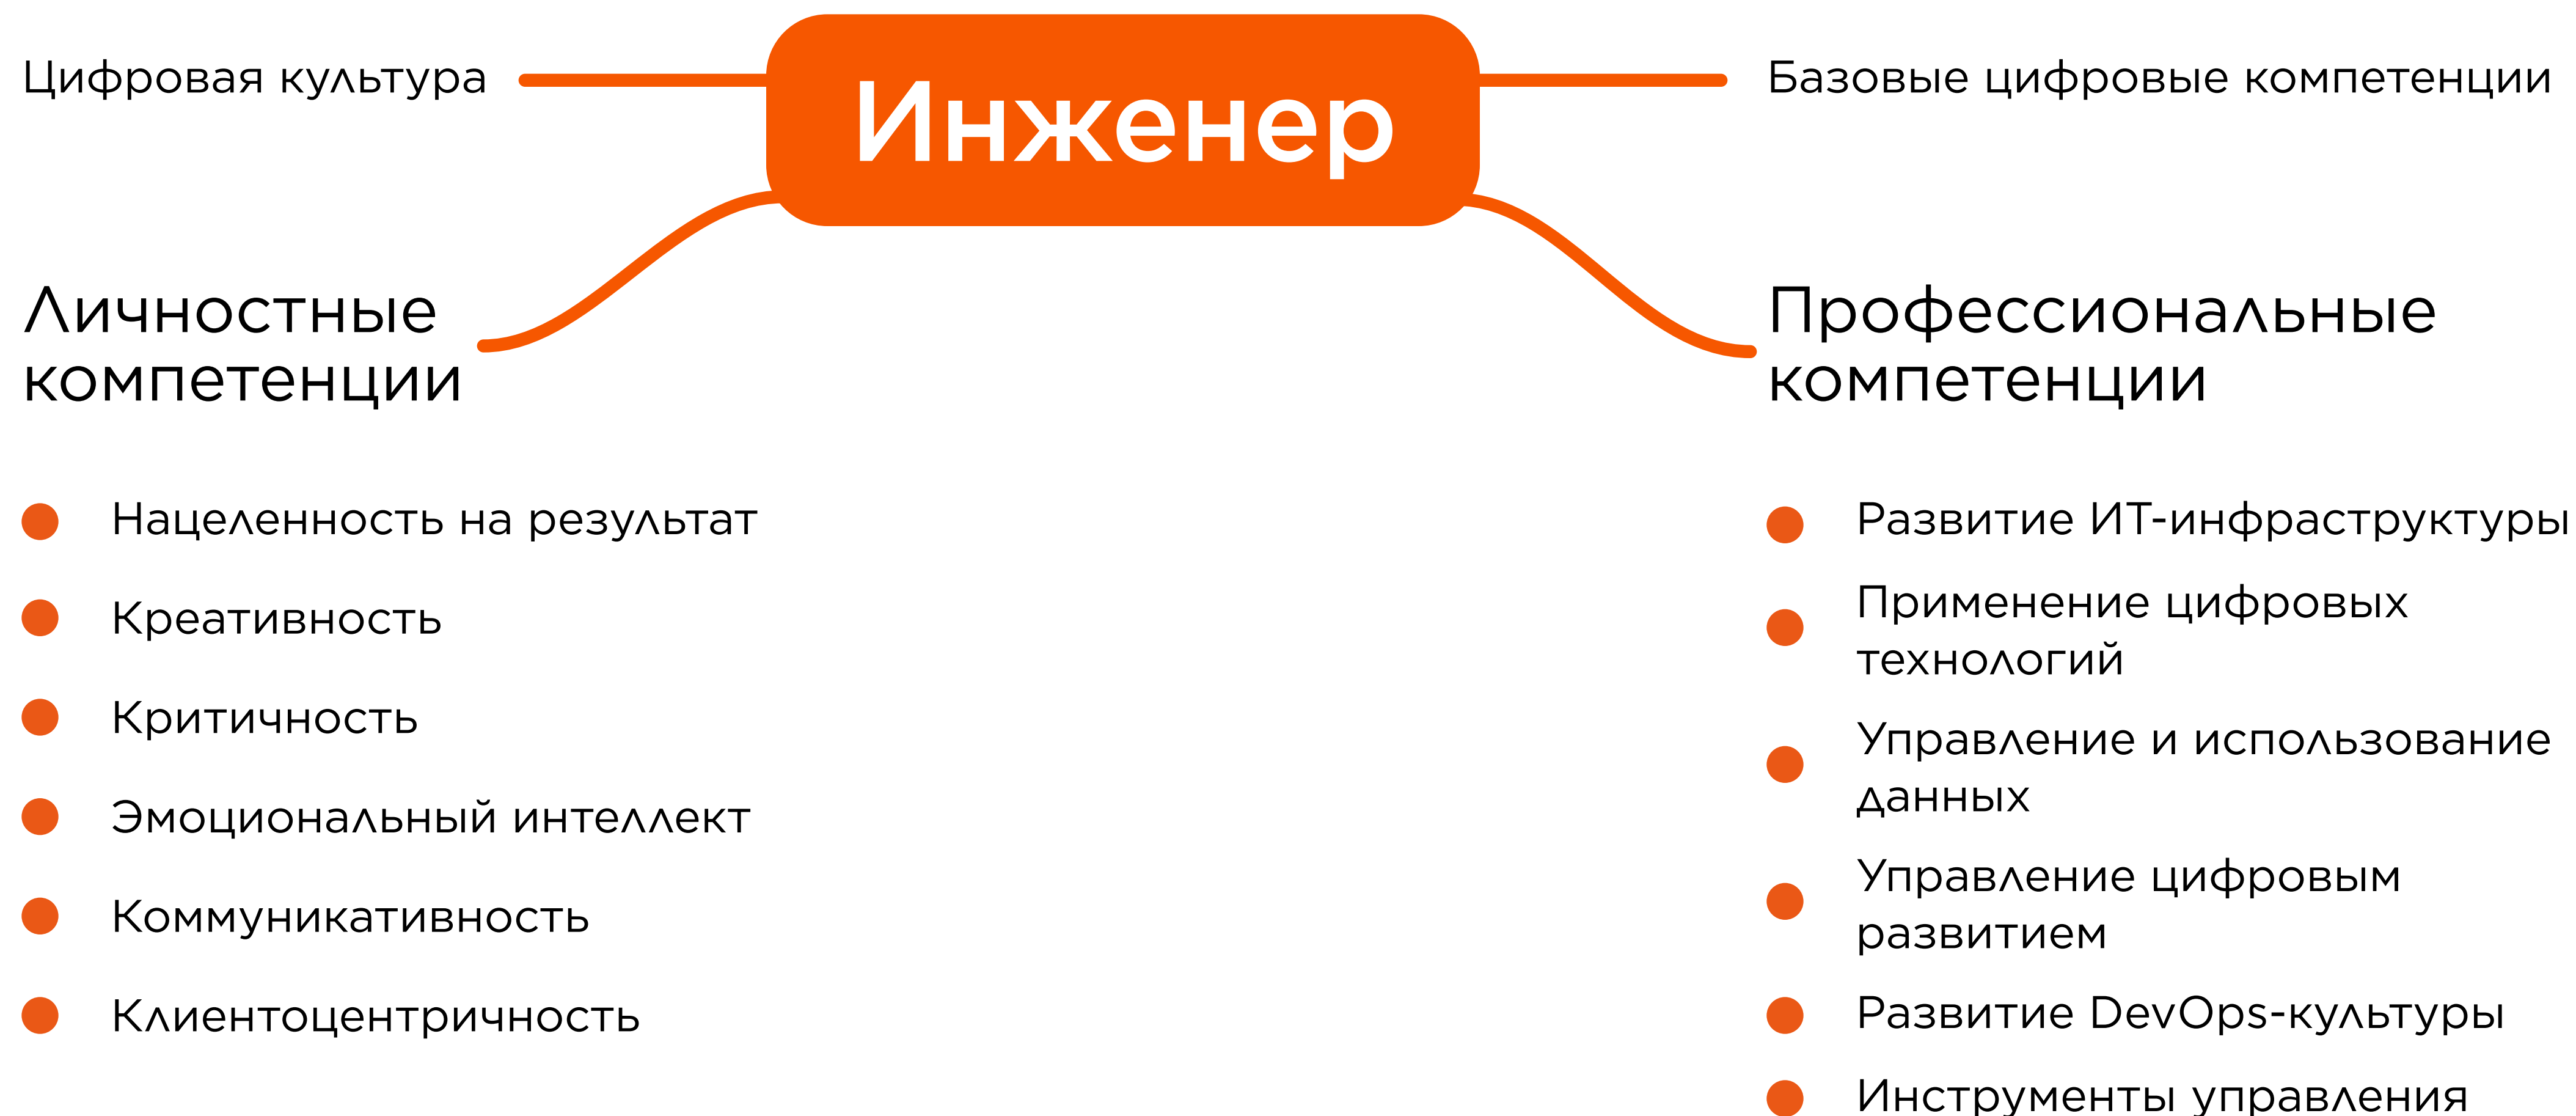 Инженер
Цифровая культура
Базовые цифровые компетенции
Личностные
компетенции
Нацеленность на результат
Креативность
Критичность
Эмоциональный интеллект
Коммуникативность
Клиентоцентричность
Профессиональные
компетенции
Развитие ИТ-инфраструктуры
Применение цифровых
технологий
Управление и использование
данных
Управление цифровым
развитием
Развитие DevOps-культуры
Инструменты управления